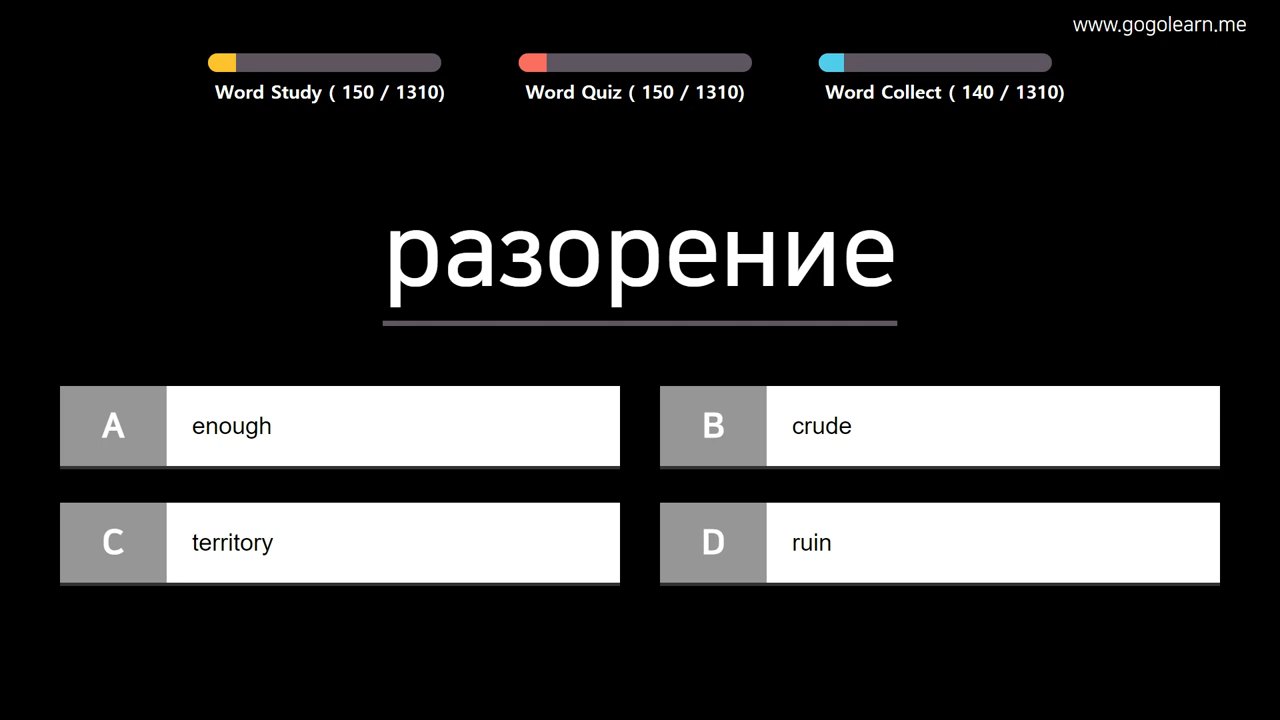 www.gogolearn.me
Word Study ( 150 / 1310)
Word Quiz ( 150 / 1310)
Word Collect ( 140 / 1310)
разорение
A enough
B crude
C territory
D ruin